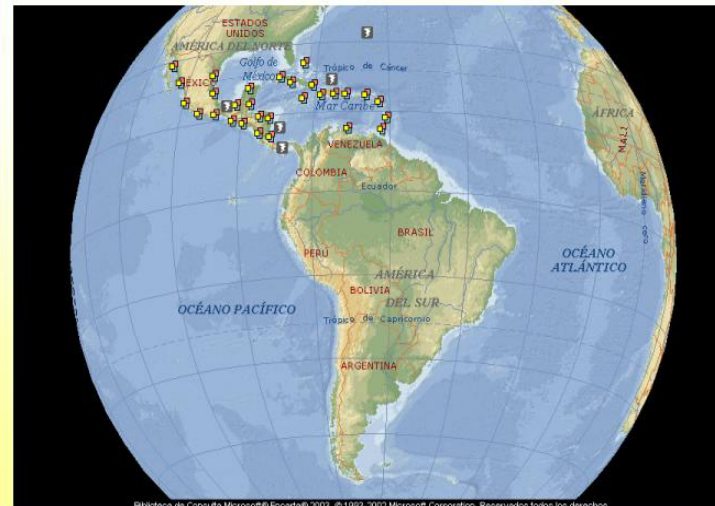 ESTADOS
UNIDOS
AMÉRICA DEL NORTE
Golfo de
México
Trópico de Cáncer
MÉXICO
Mar Caribe
ÁFRICA
MALÍ
VENEZUELA
COLOMBIA
Ecuador
Meridiano cero
BRASIL
PERÚ
OCÉANO
ATLÁNTICO
AMÉRICA
DEL SUR
BOLIVIA
OCÉANO PACÍFICO
Trópico de Capricornio
ARGENTINA
Biblioteca de Consulta Microsoft® Encarta® 2003. © 1993-2002 Microsoft Corporation. Reservados todos los derechos.